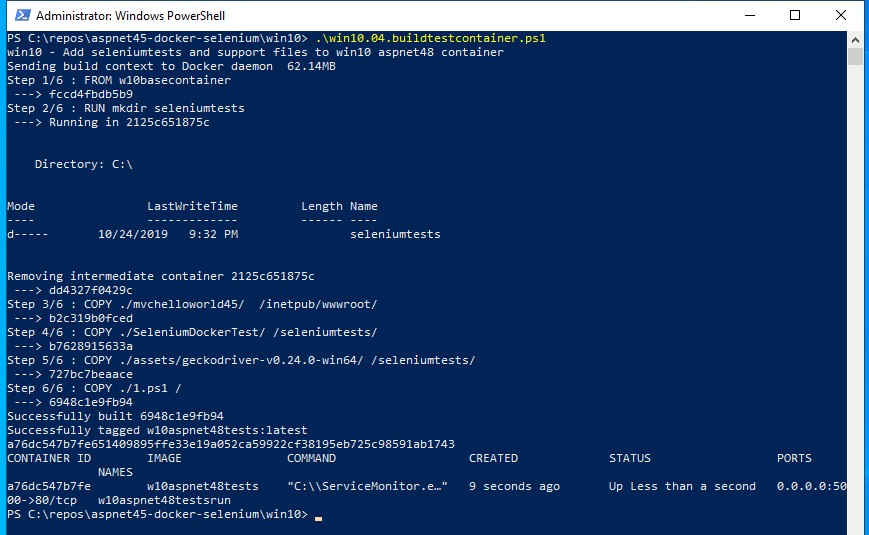 Administrator: Windows PowerShell
PS C:\repos\aspnet45-docker-selenium\win10> .\win10.04.buildtestcontainer.ps1
win10 - Add seleniumtests and support files to win10 aspnet48 container
Sending build context to Docker daemon  62.14MB
Step 1/6 : FROM w10basecontainer
 ---> fccd4fbdb5b9
Step 2/6 : RUN mkdir seleniumtests
 ---> Running in 2125c651875c
    Directory: C:\
Mode                LastWriteTime         Length Name
----                -------------         ------ ----
d-----       10/24/2019   9:32 PM                seleniumtests
Removing intermediate container 2125c651875c
 ---> dd4327f0429c
Step 3/6 : COPY ./mvchelloworld45/  /inetpub/wwwroot/
 ---> b2c319b0fced
Step 4/6 : COPY ./SeleniumDockerTest/ /seleniumtests/
 ---> b7628915633a
Step 5/6 : COPY ./assets/geckodriver-v0.24.0-win64/ /seleniumtests/
 ---> 727bc7beaace
Step 6/6 : COPY ./1.ps1 /
 ---> 6948c1e9fb94
Successfully built 6948c1e9fb94
Successfully tagged w10aspnet48tests:latest
a76dc547b7fe651409895ffe33e19a052ca59922cf38195eb725c98591ab1743
CONTAINER ID        IMAGE               COMMAND                  CREATED             STATUS                  PORTS
             NAMES
a76dc547b7fe        w10aspnet48tests    "C:\\ServiceMonitor.e…"   9 seconds ago       Up Less than a second   0.0.0.0:50
00->80/tcp   w10aspnet48testsrun
PS C:\repos\aspnet45-docker-selenium\win10>